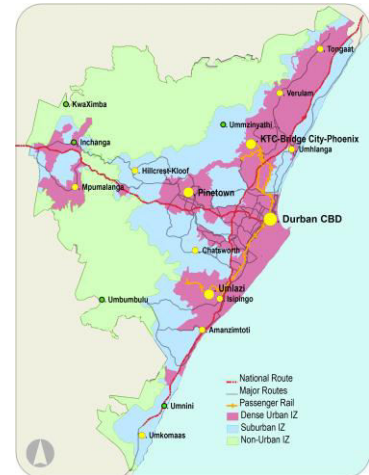 Tongaat
Verulam
KwaXimba
Ummzinyathi
KTC-Bridge City-Phoenix
Inchanga
Umhlanga
Hillcrest-Kloof
Mpumalanga
Pinetown
Durban CBD
Chatsworth
Umlazi
Umbumbulu
Isipingo
Amanzimtoti
Umnini
Umkomaas
National Route
Major Routes
Passenger Rail
Dense Urban IZ
Suburban IZ
Non-Urban IZ